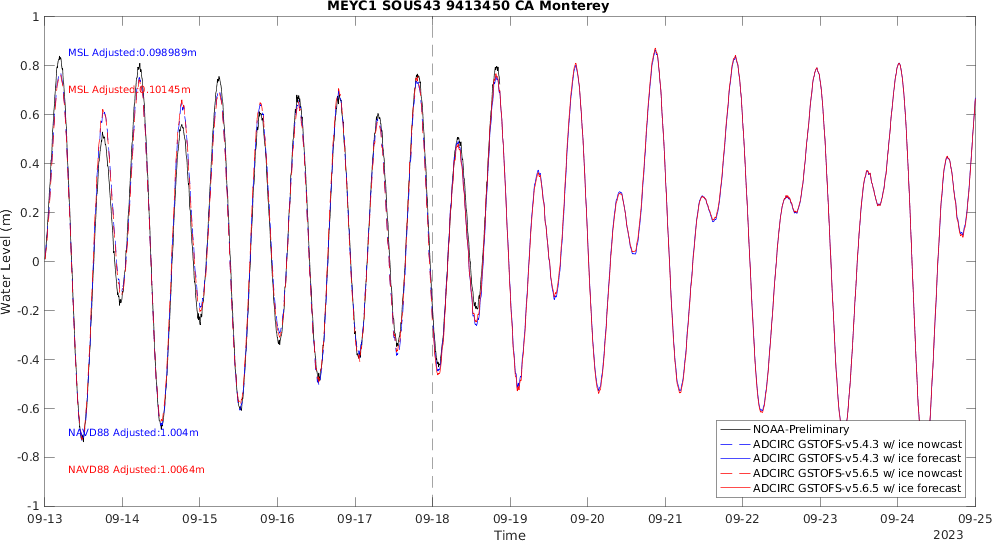 MEYC1 SOUS43 9413450 CA Monterey
1
0.8
0.6
0.4
0.2
0
-0.2
-0.4
-0.6
-0.8
-1
Water Level (m)
MSL Adjusted:0.098989m
MSL Adjusted:0.10145m
NAVD88 Adjusted:1.004m
NAVD88 Adjusted:1.0064m
NOAA-Preliminary
ADCIRC GSTOFS-v5.4.3 w/ ice nowcast
ADCIRC GSTOFS-v5.4.3 w/ ice forecast
ADCIRC GSTOFS-v5.6.5 w/ ice nowcast
ADCIRC GSTOFS-v5.6.5 w/ ice forecast
09-13 09-14 09-15 09-16 09-17 09-18 09-19 09-20 09-21 09-22 09-23 09-24 09-25
Time
2023